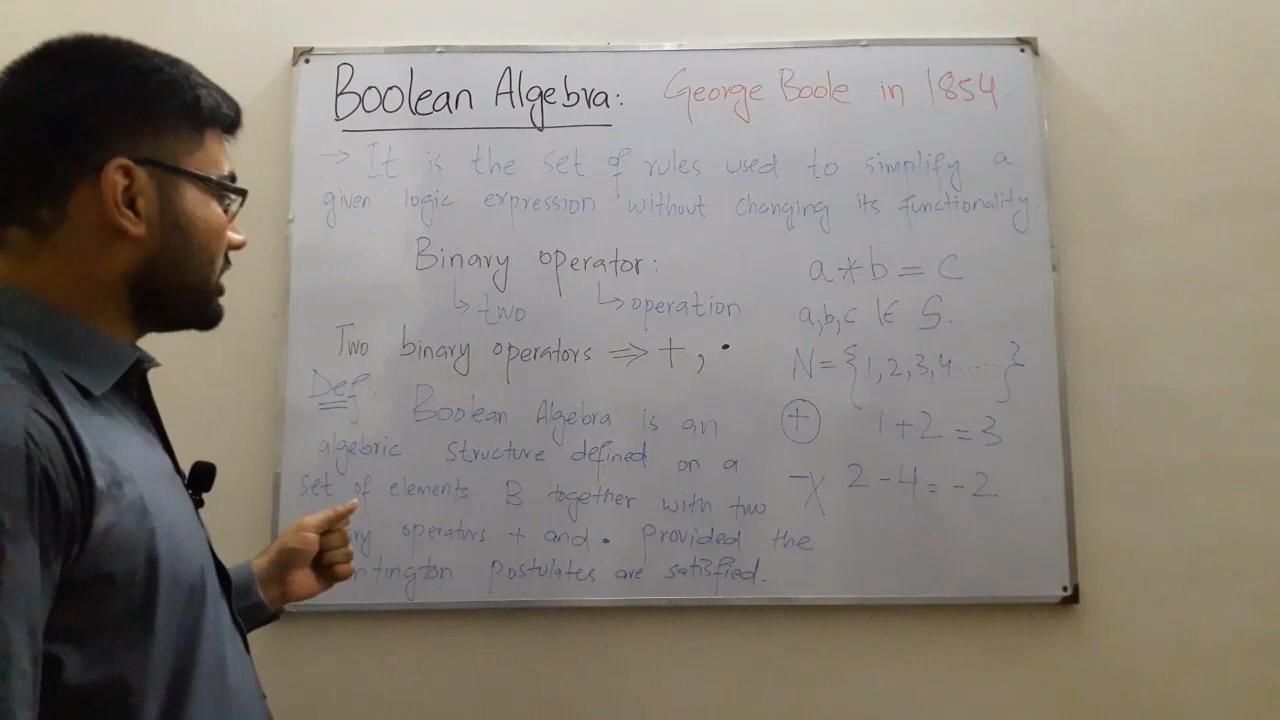 Boolean Algebra: George Boole in 1854.
→ It is the set of rules used to simplify a
given logic expression without changing its functionality.
Binary operator:
↳ two ↳ operation
Two binary operators ⇒ +, •
Def.
Boolean Algebra is an
algebric structure defined on a
set of elements B together with two
ry operators + and • Provided the
ntington Postulates are satisfied.
a * b = c
a,b,c ∈ S.
N = {1,2,3,4 ..... }
+ 1+2 = 3
- X 2-4 = -2